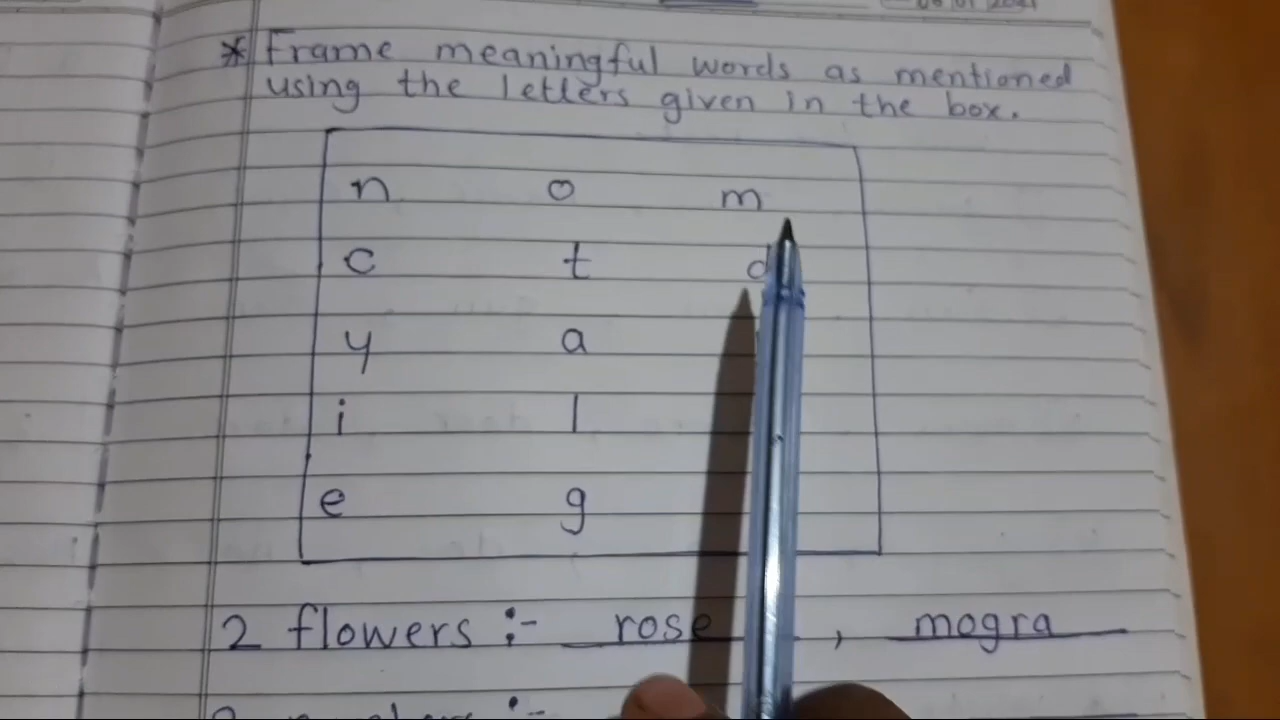 * Frame meaningful words as mentioned
using the letters given in the box.
n o m
c t d
y a
i l
e g
2 flowers :- rose , mogra